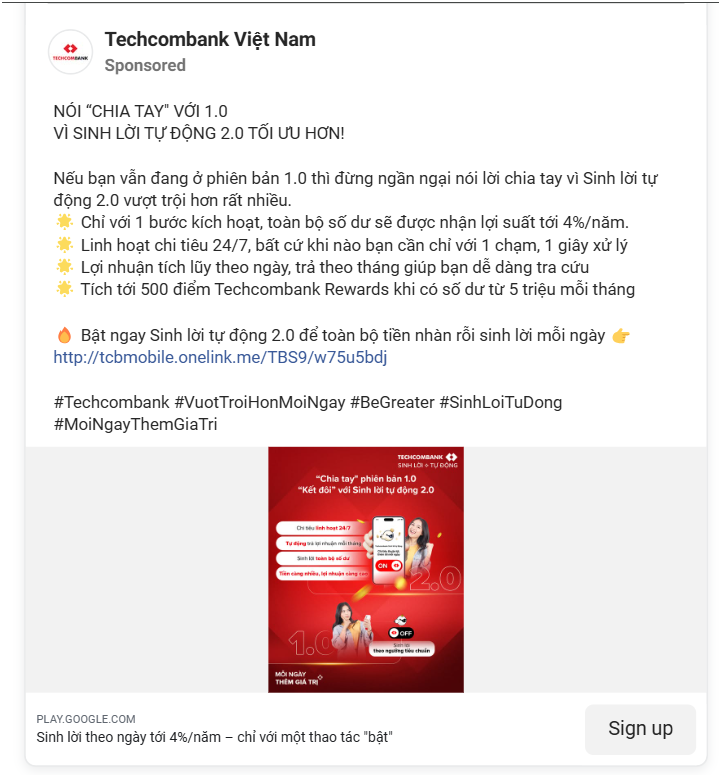 TECHCOMBANK
Techcombank Việt Nam
Sponsored
NÓI “CHIA TAY" VỚI 1.0
VÌ SINH LỜI TỰ ĐỘNG 2.0 TỐI ƯU HƠN!
Nếu bạn vẫn đang ở phiên bản 1.0 thì đừng ngần ngại nói lời chia tay vì Sinh lời tự
động 2.0 vượt trội hơn rất nhiều.
🌟 Chỉ với 1 bước kích hoạt, toàn bộ số dư sẽ được nhận lợi suất tới 4%/năm.
🌟 Linh hoạt chi tiêu 24/7, bất cứ khi nào bạn cần chỉ với 1 chạm, 1 giây xử lý
🌟 Lợi nhuận tích lũy theo ngày, trả theo tháng giúp bạn dễ dàng tra cứu
🌟 Tích tới 500 điểm Techcombank Rewards khi có số dư từ 5 triệu mỗi tháng
🔥 Bật ngay Sinh lời tự động 2.0 để toàn bộ tiền nhàn rỗi sinh lời mỗi ngày 👉
http://tcbmobile.onelink.me/TBS9/w75u5bdj
#Techcombank #VuotTroiHonMoiNgay #BeGreater #SinhLoiTuDong
#MoiNgayThemGiaTri
TECHCOMBANK
SINH LỜI TỰ ĐỘNG
“Chia tay” phiên bản 1.0
“Kết đôi” với Sinh lời tự động 2.0
Chi tiêu linh hoạt 24/7
Tự động trả lợi nhuận mỗi tháng
Sinh lời toàn bộ số dư
Tiền càng nhiều, lợi nhuận càng cao
ON
2.0
1.0
OFF
Sinh lời
theo ngưỡng tiêu chuẩn
MỖI NGÀY
THÊM GIÁ TRỊ
PLAY.GOOGLE.COM
Sinh lời theo ngày tới 4%/năm – chỉ với một thao tác "bật"
Sign up